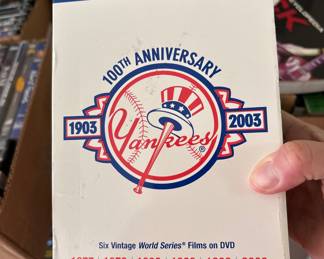 100TH ANNIVERSARY
1903
Yankees®
2003
Six Vintage World Series® Films on DVD